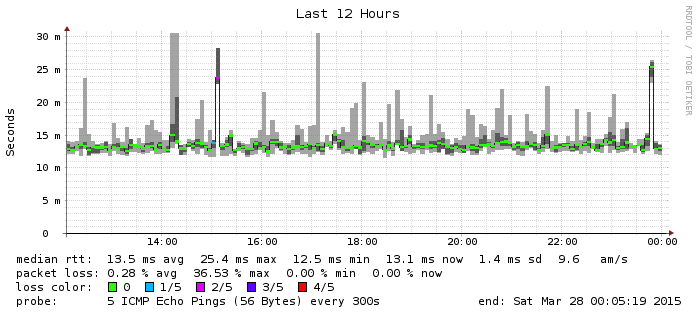 Last 12 Hours
RRDTOOL / TOBI OETIKER
Seconds
30 m
25 m
20 m
15 m
10 m
5 m
0
14:00 16:00 18:00 20:00 22:00 00:00
median rtt: 13.5 ms avg 25.4 ms max 12.5 ms min 13.1 ms now 1.4 ms sd 9.6 am/s
packet loss: 0.28 % avg 36.53 % max 0.00 % min 0.00 % now
loss color: 0 1/5 2/5 3/5 4/5
probe: 5 ICMP Echo Pings (56 Bytes) every 300s end: Sat Mar 28 00:05:19 2015